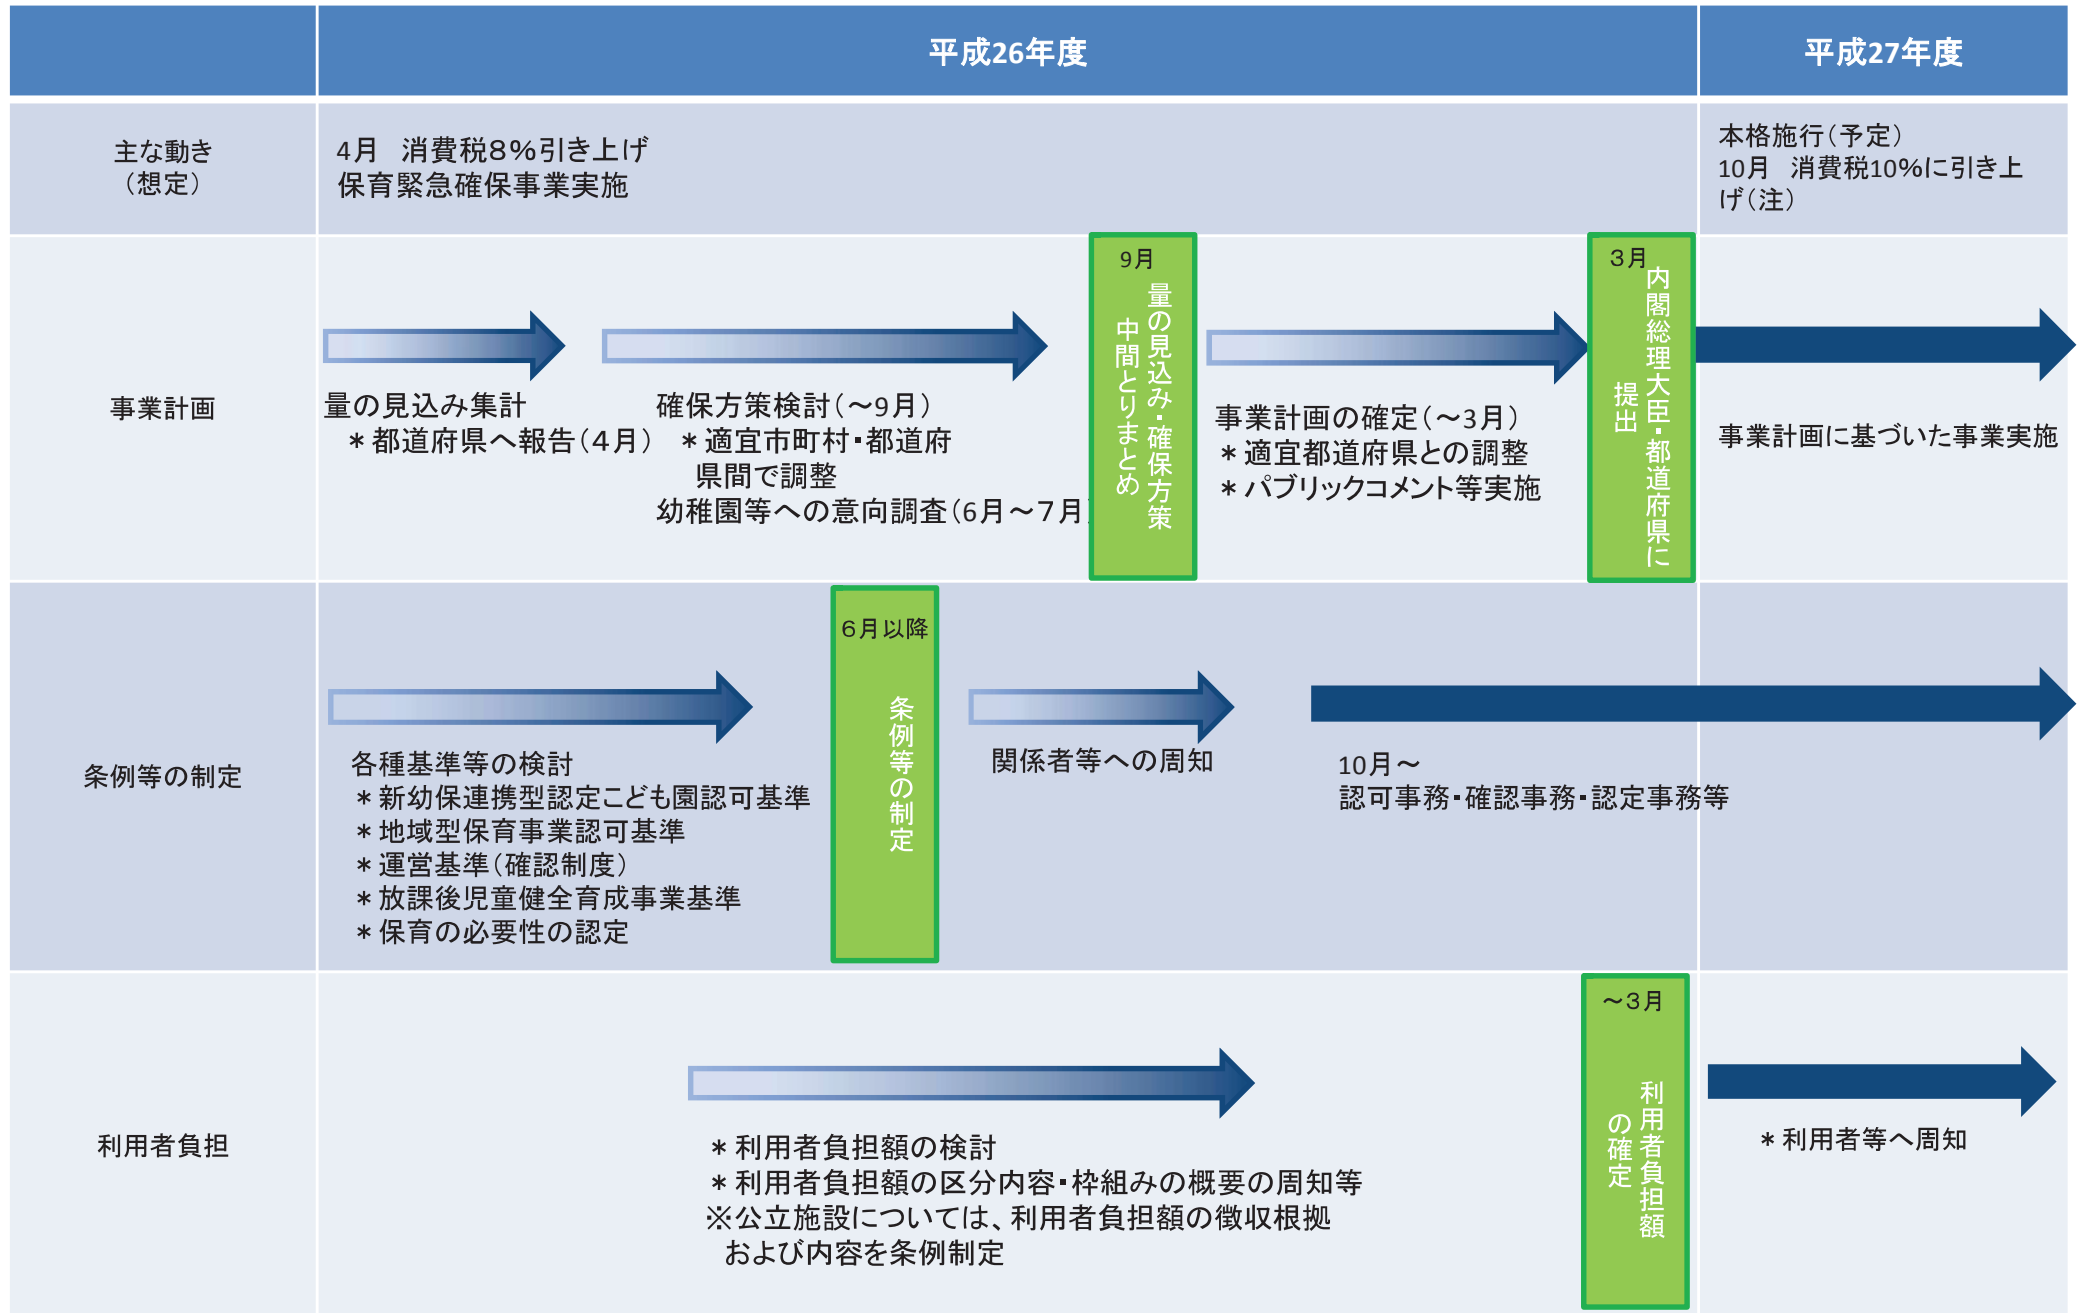 平成26年度
平成27年度
主な動き
（想定）
4月　消費税８％引き上げ
保育緊急確保事業実施
本格施行（予定）
10月　消費税10％に引き上
げ（注）
事業計画
量の見込み集計
＊都道府県へ報告（４月）
確保方策検討（～9月）
＊適宜市町村・都道府
県間で調整
幼稚園等への意向調査（6月～７月）
9月
量の見込み・確保方策
中間とりまとめ
事業計画の確定（～3月）
＊適宜都道府県との調整
＊パブリックコメント等実施
３月
内閣総理大臣・都道府県に
提出
事業計画に基づいた事業実施
条例等の制定
各種基準等の検討
＊新幼保連携型認定こども園認可基準
＊地域型保育事業認可基準
＊運営基準（確認制度）
＊放課後児童健全育成事業基準
＊保育の必要性の認定
６月以降
条例等の制定
関係者等への周知
10月～
認可事務・確認事務・認定事務等
利用者負担
＊利用者負担額の検討
＊利用者負担額の区分内容・枠組みの概要の周知等
※公立施設については、利用者負担額の徴収根拠
および内容を条例制定
～３月
利用者負担額
の確定
＊利用者等へ周知